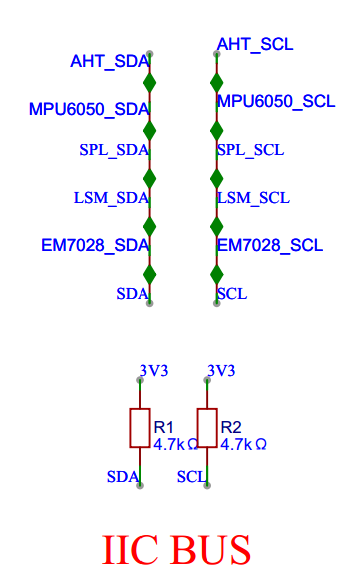 AHT_SDA AHT_SCL
MPU6050_SDA MPU6050_SCL
SPL_SDA SPL_SCL
LSM_SDA LSM_SCL
EM7028_SDA EM7028_SCL
SDA SCL
3V3 3V3
R1 R2
4.7kΩ 4.7kΩ
SDA SCL
IIC BUS